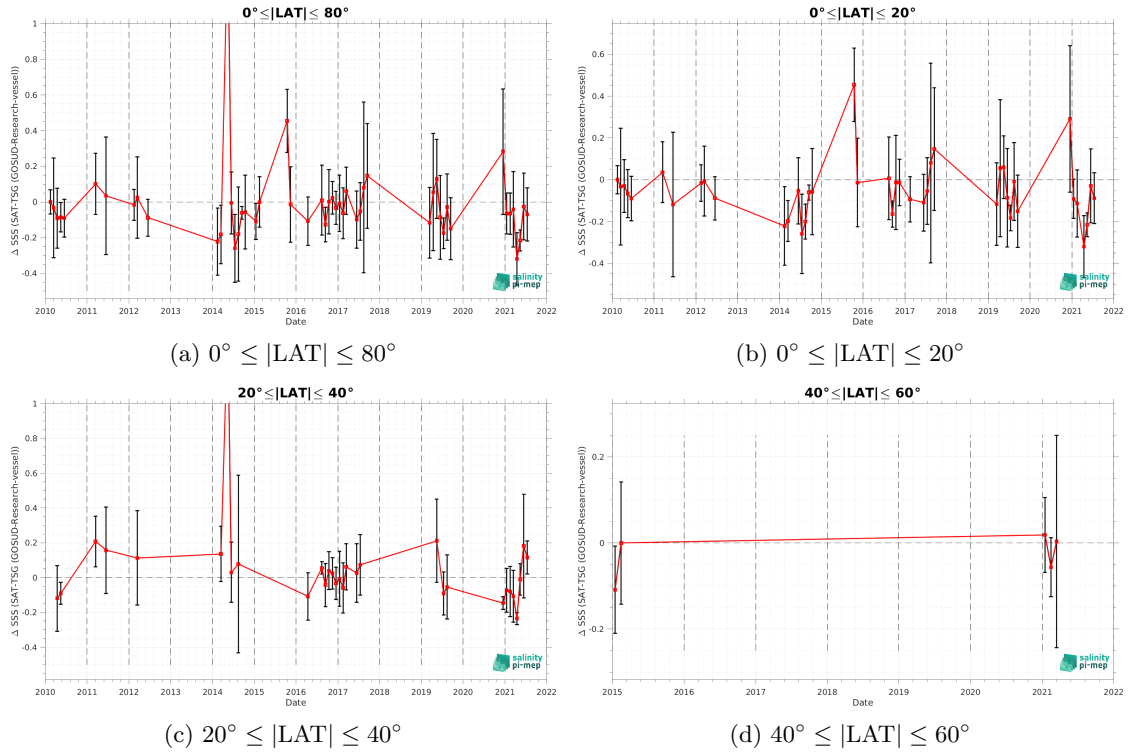 0°≤|LAT|≤ 80°
Δ SSS (SAT-TSG (GOSUD-Research-vessel))
1
0.8
0.6
0.4
0.2
0
-0.2
-0.4
salinity
pi-mep
2010 2011 2012 2013 2014 2015 2016 2017 2018 2019 2020 2021 2022
Date
(a) 0° ≤ |LAT| ≤ 80°
0°≤|LAT|≤ 20°
Δ SSS (SAT-TSG (GOSUD-Research-vessel))
0.6
0.4
0.2
0
-0.2
-0.4
salinity
pi-mep
2010 2011 2012 2013 2014 2015 2016 2017 2018 2019 2020 2021 2022
Date
(b) 0° ≤ |LAT| ≤ 20°
20°≤|LAT|≤ 40°
Δ SSS (SAT-TSG (GOSUD-Research-vessel))
1
0.8
0.6
0.4
0.2
0
-0.2
-0.4
salinity
pi-mep
2010 2011 2012 2013 2014 2015 2016 2017 2018 2019 2020 2021 2022
Date
(c) 20° ≤ |LAT| ≤ 40°
40°≤|LAT|≤ 60°
Δ SSS (SAT-TSG (GOSUD-Research-vessel))
0.2
0
-0.2
salinity
pi-mep
2015 2016 2017 2018 2019 2020 2021 2022
Date
(d) 40° ≤ |LAT| ≤ 60°